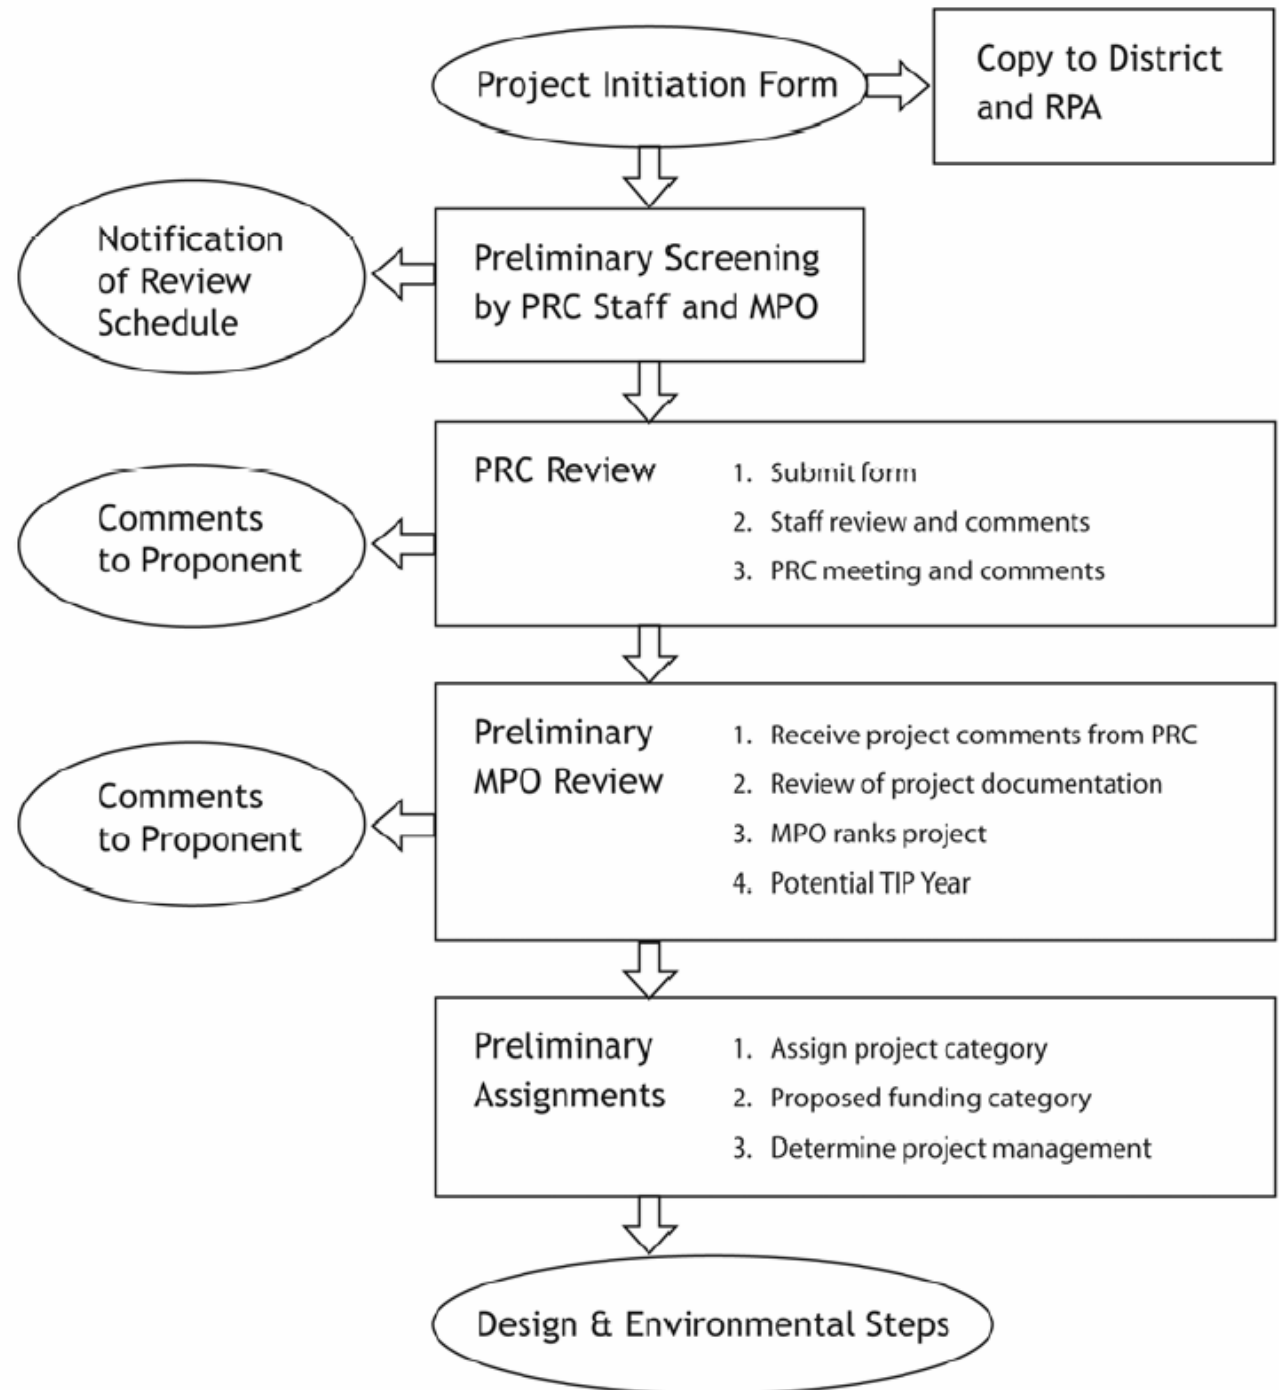 Project Initiation Form
Copy to District
and RPA
Notification
of Review
Schedule
Preliminary Screening
by PRC Staff and MPO
Comments
to Proponent
PRC Review
1. Submit form
2. Staff review and comments
3. PRC meeting and comments
Comments
to Proponent
Preliminary
MPO Review
1. Receive project comments from PRC
2. Review of project documentation
3. MPO ranks project
4. Potential TIP Year
Preliminary
Assignments
1. Assign project category
2. Proposed funding category
3. Determine project management
Design & Environmental Steps